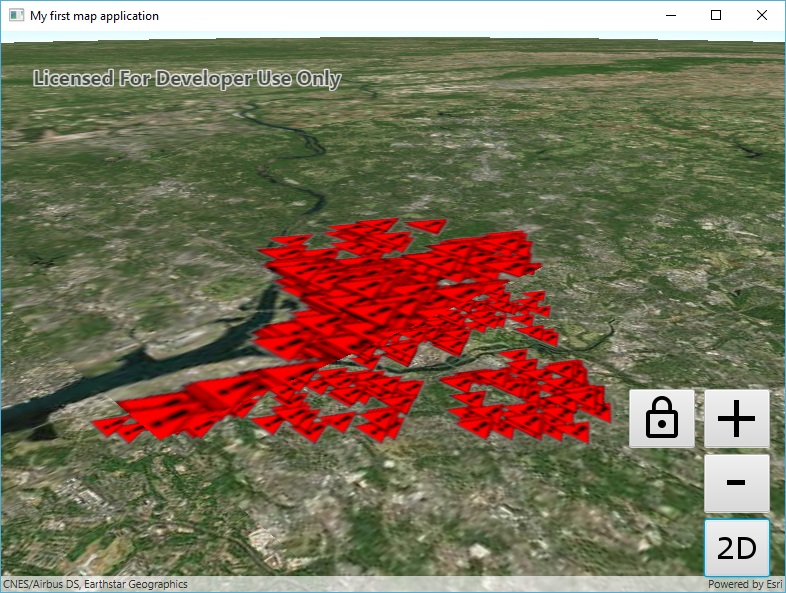 My first map application
Licensed For Developer Use Only
+
-
2D
CNES/Airbus DS, Earthstar Geographics
Powered by Esri